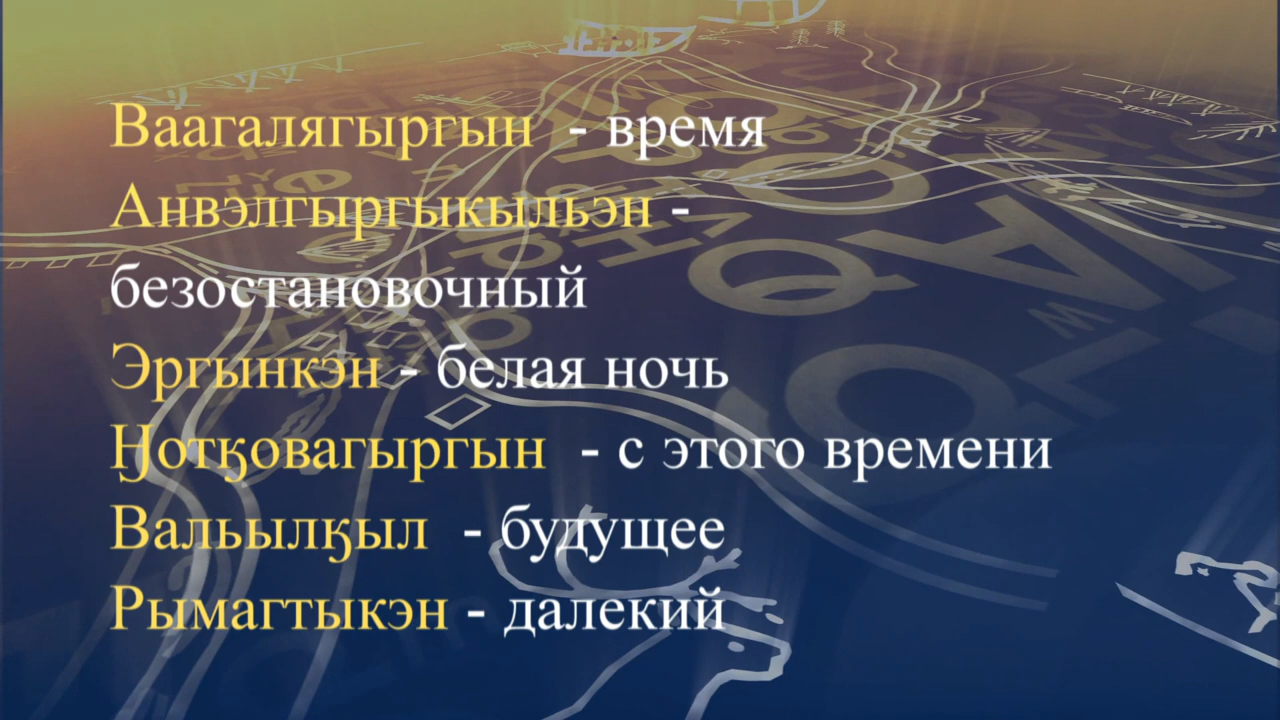 Ваагалягыргын - время
Анвэлгыргыкыльэн -
безостановочный
Эргынкэн - белая ночь
Ӈотӄовагыргын - с этого времени
Вальылӄыл - будущее
Рымагтыкэн - далекий